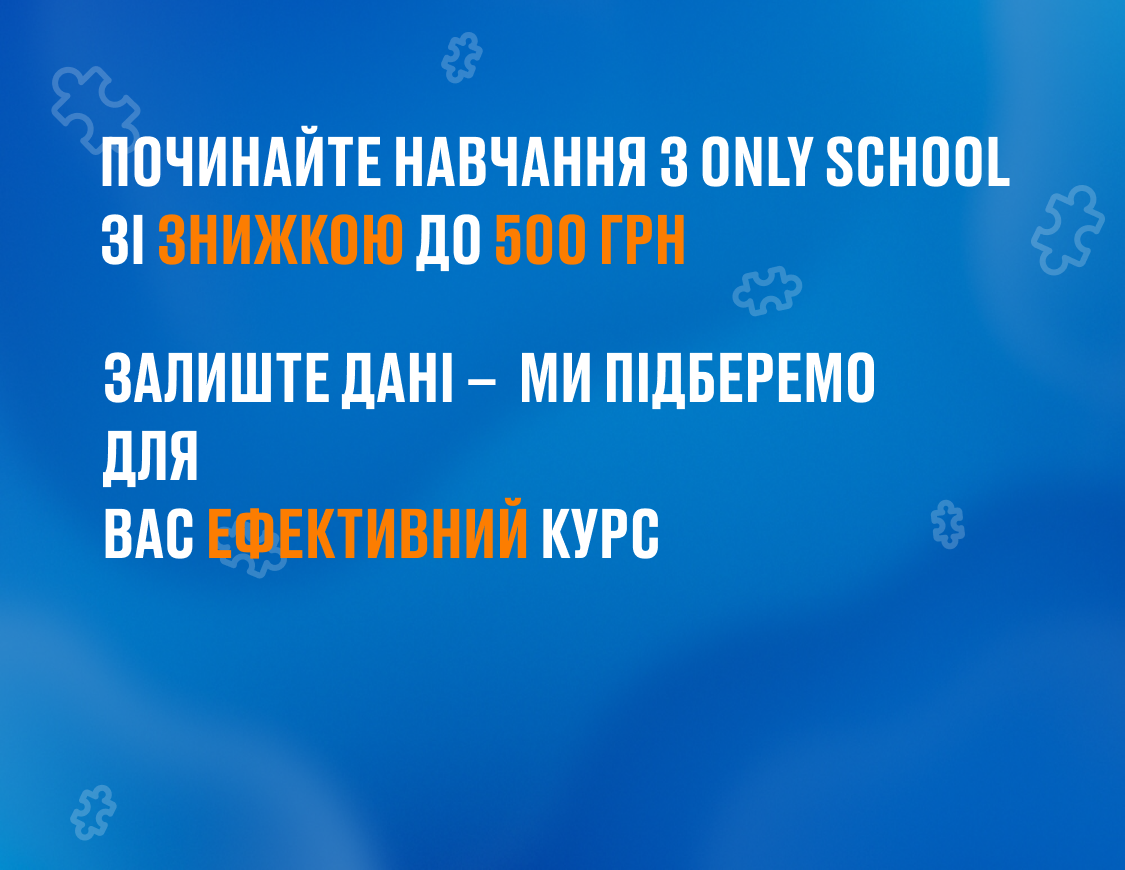 ПОЧИНАЙТЕ НАВЧАННЯ З ONLY SCHOOL
ЗІ ЗНИЖКОЮ ДО 500 ГРН
ЗАЛИШТЕ ДАНІ – МИ ПІДБЕРЕМО
ДЛЯ
ВАС ЕФЕКТИВНИЙ КУРС